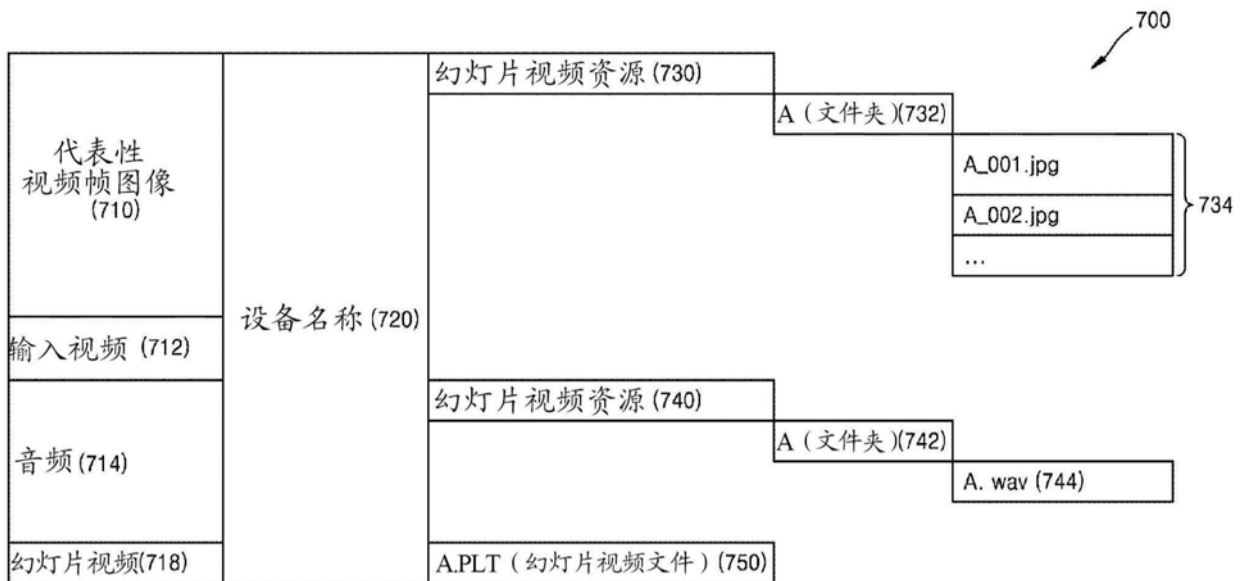 700
幻灯片视频资源 (730)
A (文件夹)(732)
代表性
视频帧图像
(710)
A_001.jpg
A_002.jpg
...
734
设备名称 (720)
输入视频 (712)
幻灯片视频资源 (740)
A (文件夹)(742)
音频 (714)
A. wav (744)
幻灯片视频(718)
A.PLT (幻灯片视频文件) (750)